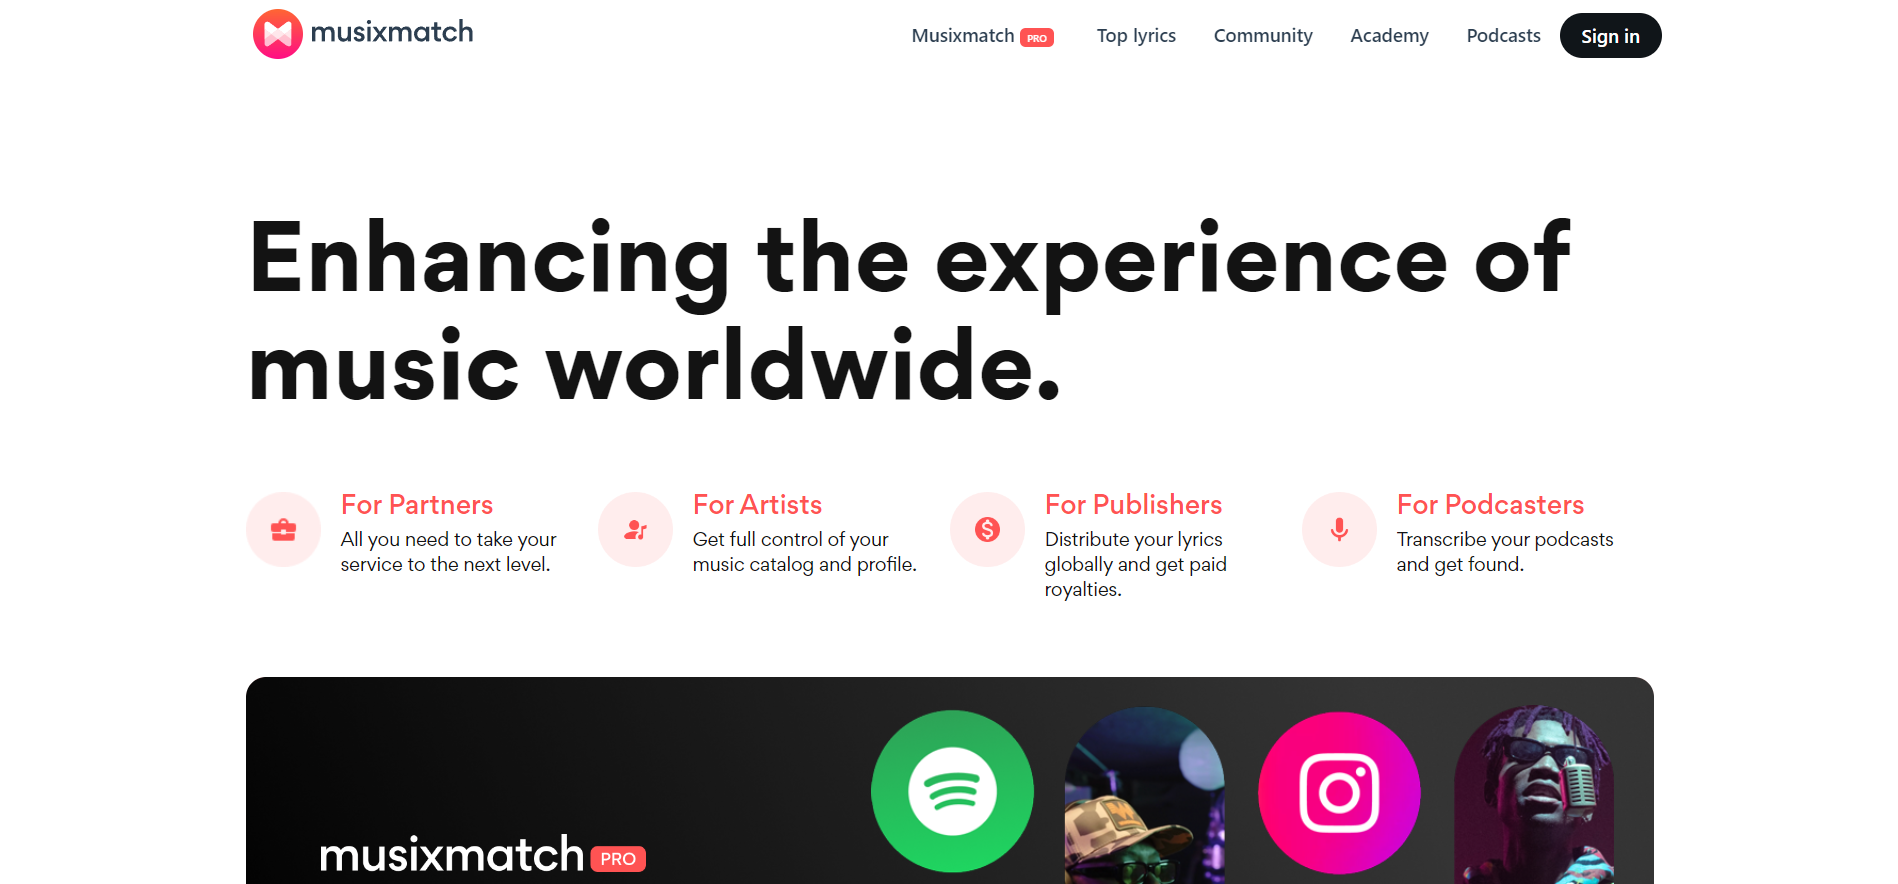 musixmatch
Musixmatch PRO
Top lyrics
Community
Academy
Podcasts
Sign in
Enhancing the experience of
music worldwide.
For Partners
All you need to take your
service to the next level.
For Artists
Get full control of your
music catalog and profile.
For Publishers
Distribute your lyrics
globally and get paid
royalties.
For Podcasters
Transcribe your podcasts
and get found.
musixmatch PRO